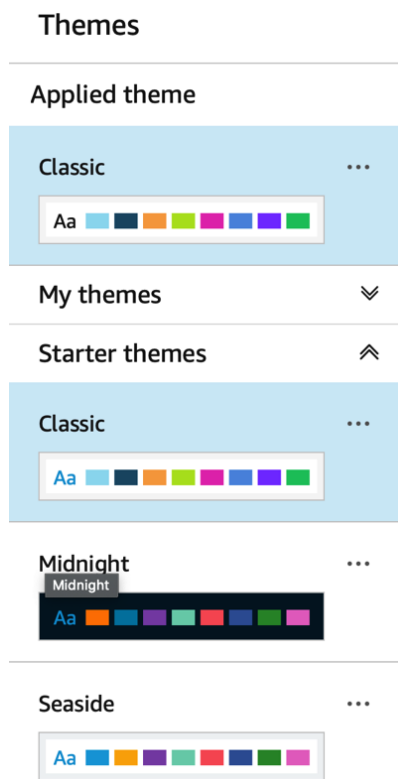 Themes
Applied theme
Classic
Aa
My themes
Starter themes
Classic
Aa
Midnight
Midnight
Aa
Seaside
Aa